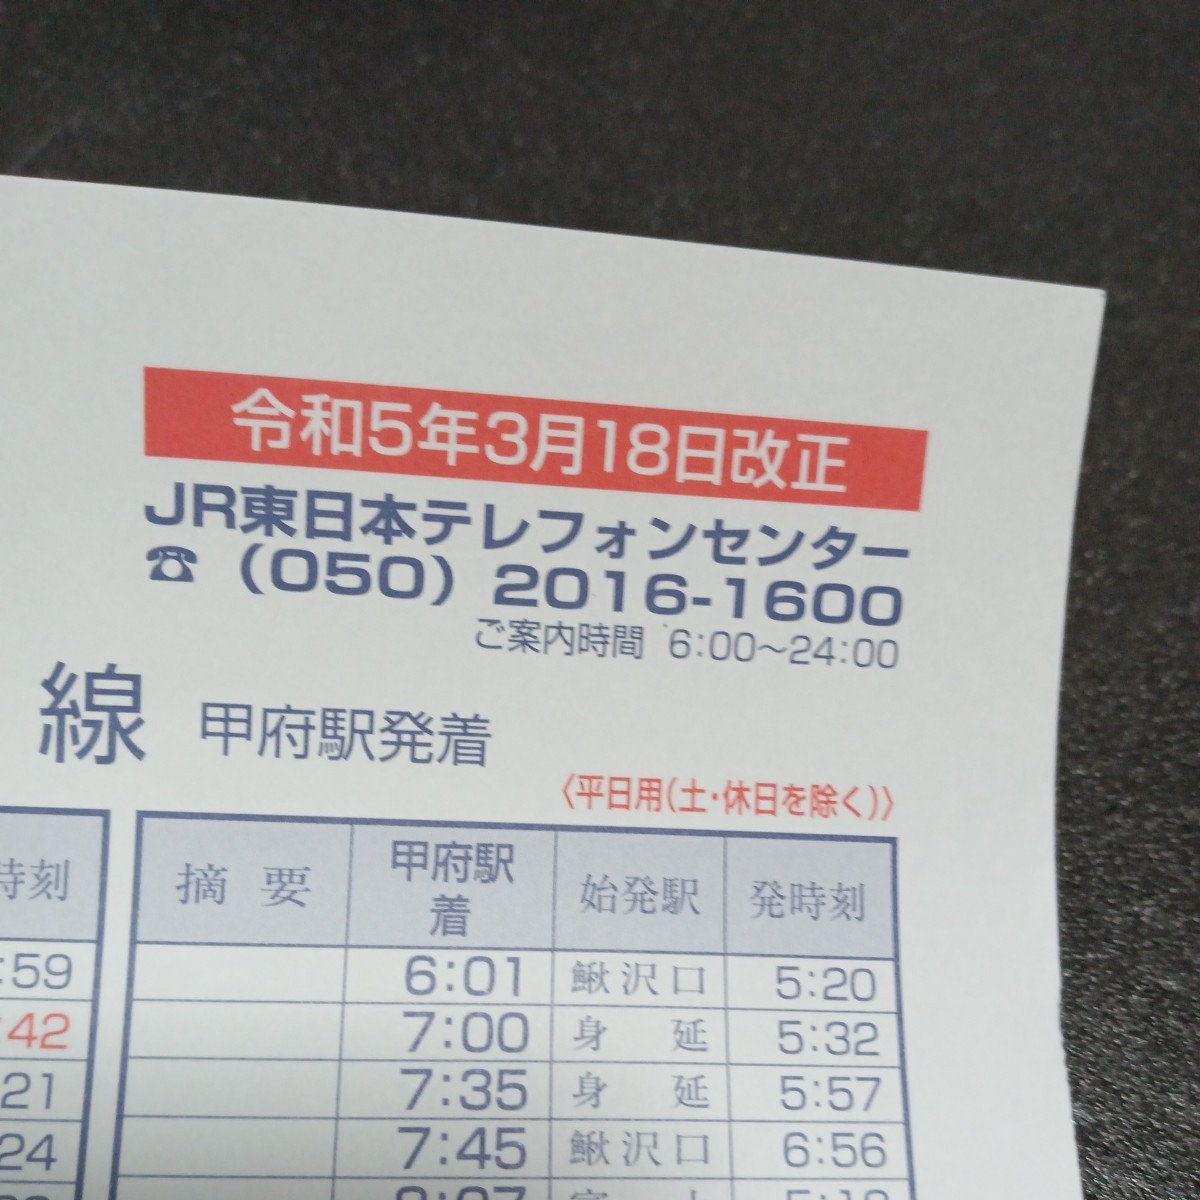 令和5年3月18日改正
JR東日本テレフォンセンター
☎ (050) 2016-1600
ご案内時間 6:00～24:00
線 甲府駅発着
〈平日用(土・休日を除く)〉
時刻 摘要 甲府駅着 始発駅 発時刻
:59 6:01 鰍沢口 5:20
:42 7:00 身延 5:32
:21 7:35 身延 5:57
:24 7:45 鰍沢口 6:56